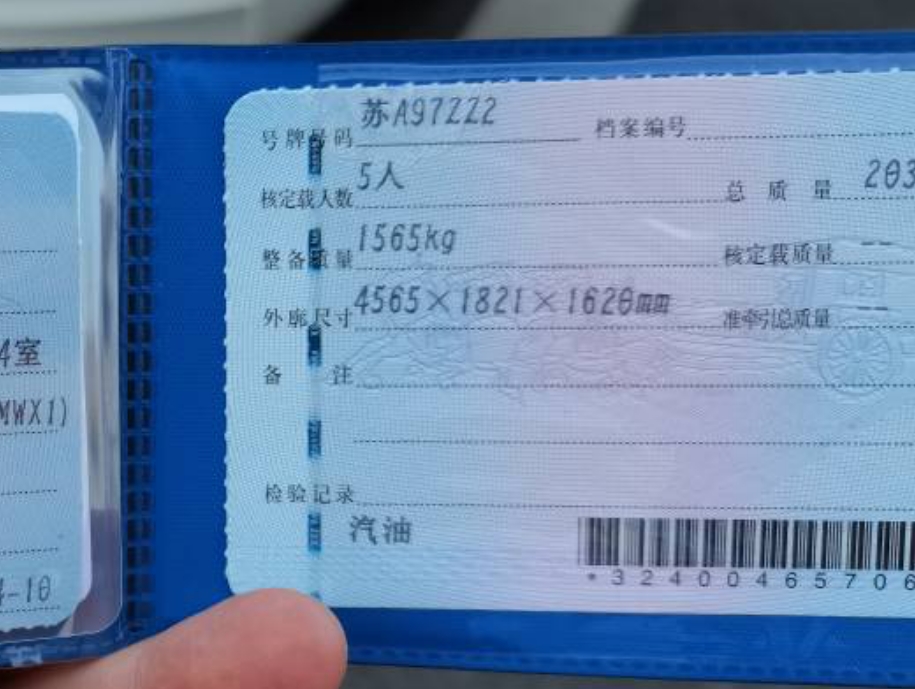 号牌号码 苏A97ZZ2 档案编号
核定载人数 5人 总质量 203
整备质量 1565kg 核定载质量 --
外廓尺寸 4565×1821×1620mm 准牵引总质量 --
备注
检验记录
汽油
*32400465706
4室
MWX1)
-10